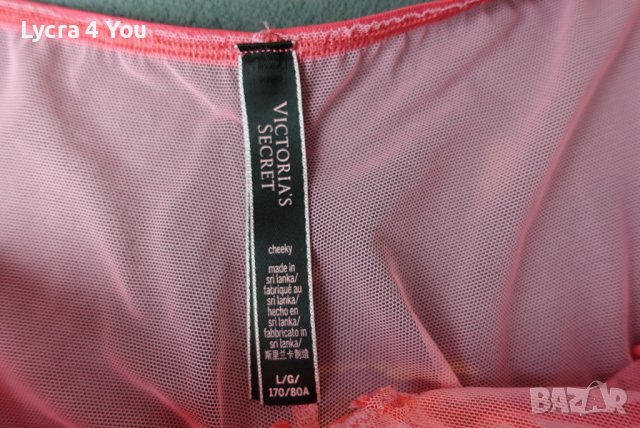 Lycra 4 You
VICTORIA'S
SECRET
cheeky
made in
sri lanka/
fabriqué au
sri lanka/
hecho en
sri lanka/
fabbricato in
sri lanka/
斯里兰卡制造
L/G/
170/80A
BAZAR